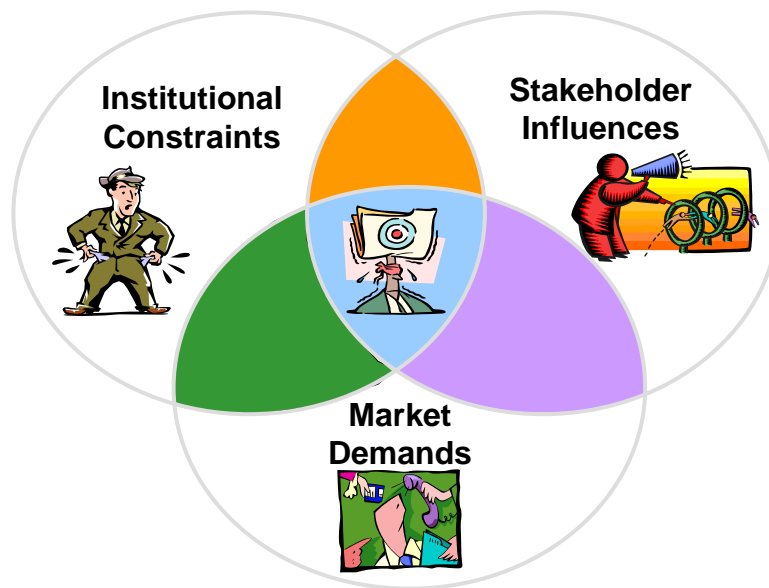 Institutional
Constraints
Stakeholder
Influences
Market
Demands